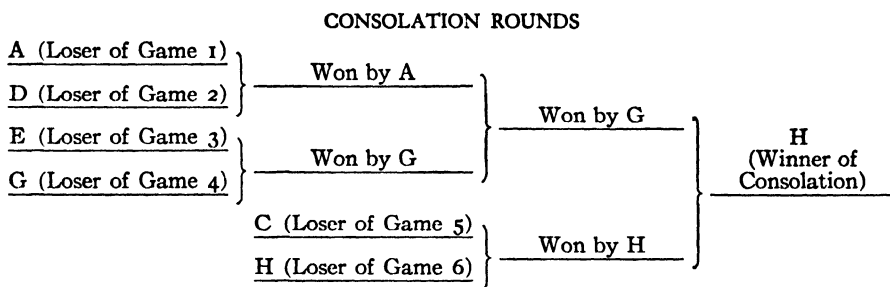 CONSOLATION ROUNDS
A (Loser of Game 1)
Won by A
D (Loser of Game 2)
Won by G
E (Loser of Game 3)
Won by G
G (Loser of Game 4)
H
(Winner of
Consolation)
C (Loser of Game 5)
Won by H
H (Loser of Game 6)